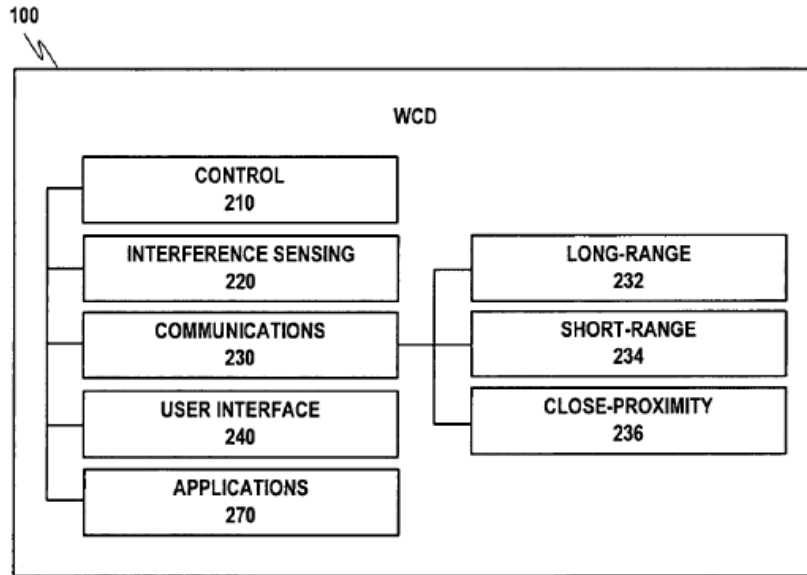 100
WCD
CONTROL
210
INTERFERENCE SENSING
220
COMMUNICATIONS
230
USER INTERFACE
240
APPLICATIONS
270
LONG-RANGE
232
SHORT-RANGE
234
CLOSE-PROXIMITY
236